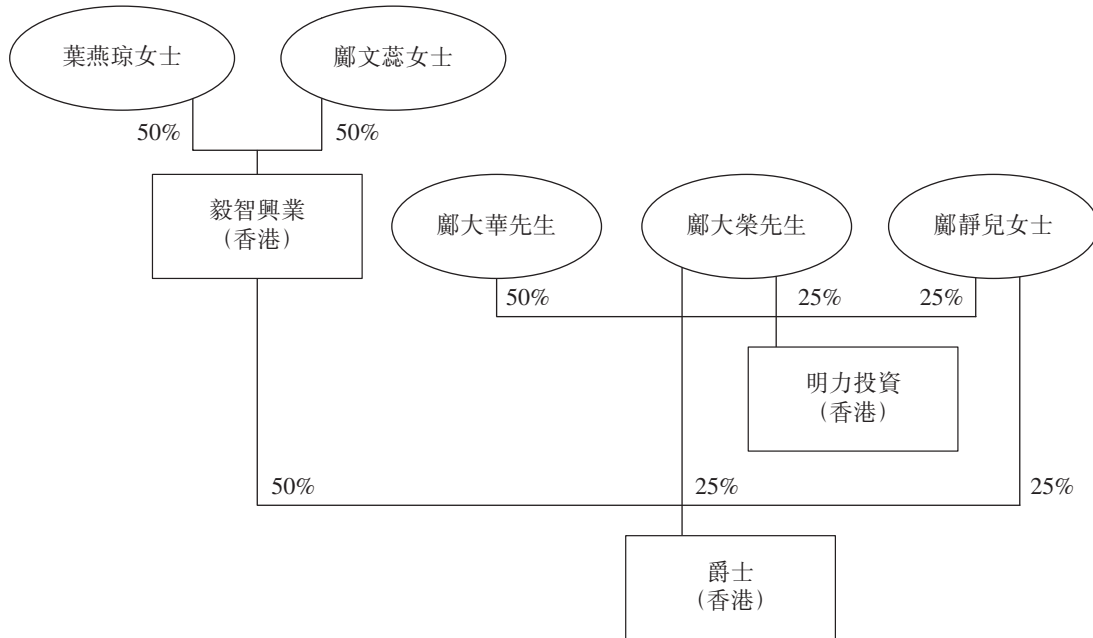 葉燕琼女士
鄺文蕊女士
50%
50%
毅智興業
(香港)
鄺大華先生
鄺大榮先生
鄺靜兒女士
50%
25%
25%
明力投資
(香港)
50%
25%
25%
爵士
(香港)